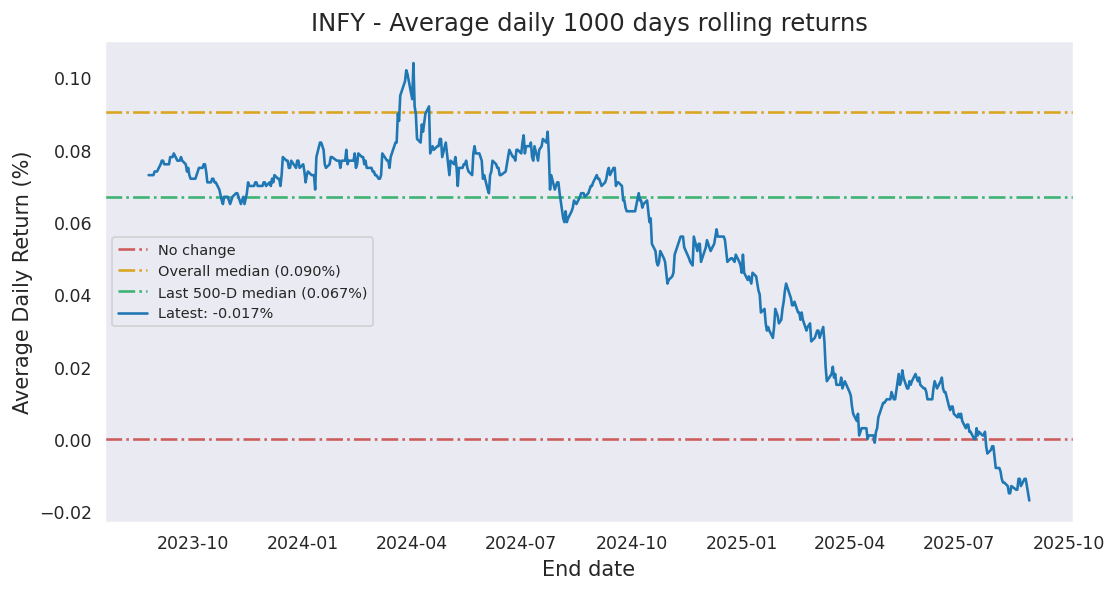 INFY - Average daily 1000 days rolling returns
Average Daily Return (%)
0.10
0.08
0.06
0.04
0.02
0.00
−0.02
No change
Overall median (0.090%)
Last 500-D median (0.067%)
Latest: -0.017%
2023-10 2024-01 2024-04 2024-07 2024-10 2025-01 2025-04 2025-07 2025-10
End date